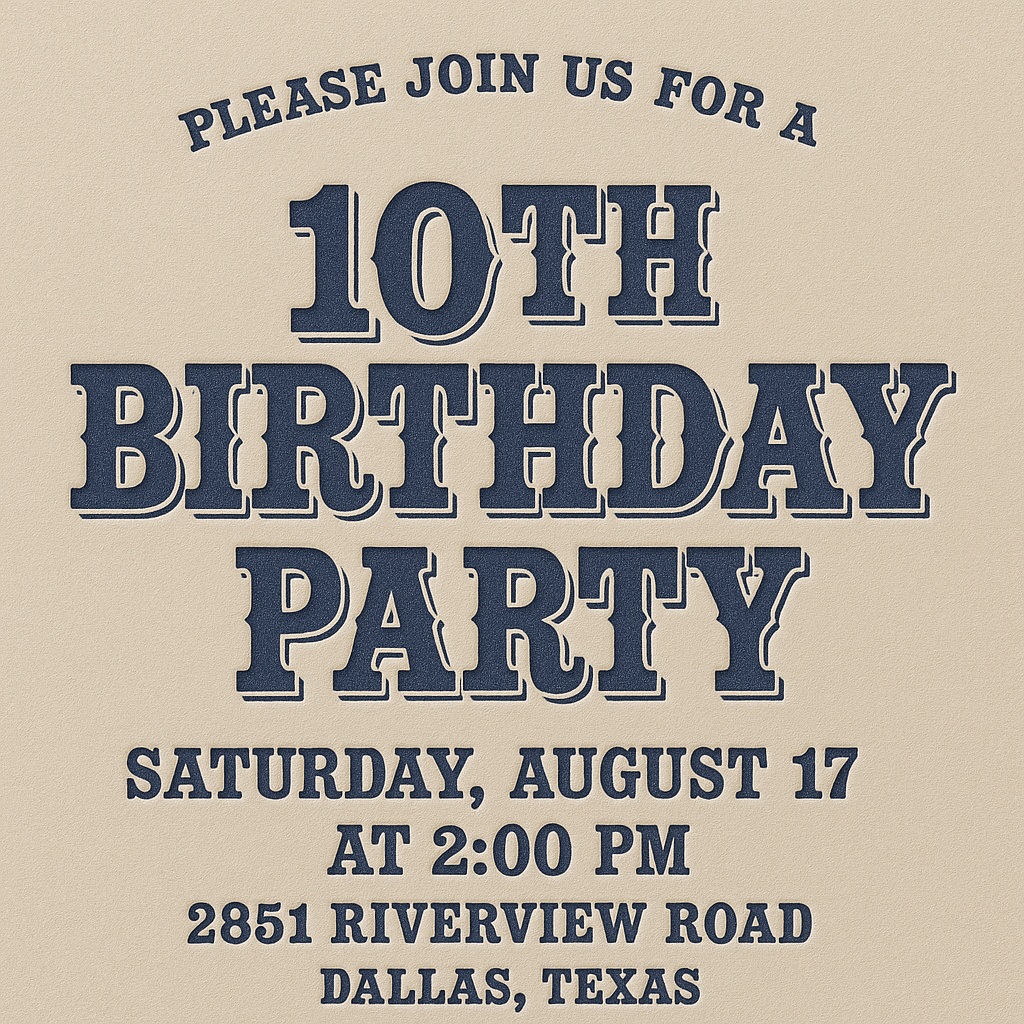 PLEASE JOIN US FOR A
10TH
BIRTHDAY
PARTY
SATURDAY, AUGUST 17
AT 2:00 PM
2851 RIVERVIEW ROAD
DALLAS, TEXAS